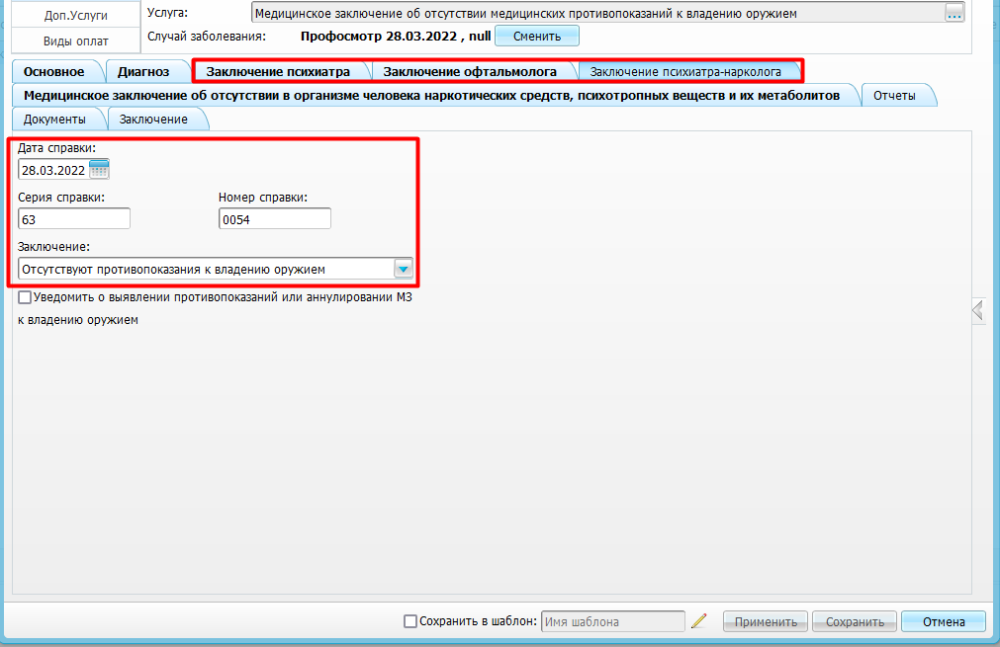 Доп.Услуги
Услуга:
Медицинское заключение об отсутствии медицинских противопоказаний к владению оружием
...
Виды оплат
Случай заболевания:
Профосмотр 28.03.2022 , null
Сменить
Основное
Диагноз
Заключение психиатра
Заключение офтальмолога
Заключение психиатра-нарколога
Медицинское заключение об отсутствии в организме человека наркотических средств, психотропных веществ и их метаболитов
Отчеты
Документы
Заключение
Дата справки:
28.03.2022
Серия справки:
Номер справки:
63
0054
Заключение:
Отсутствуют противопоказания к владению оружием
Уведомить о выявлении противопоказаний или аннулировании МЗ
к владению оружием
Сохранить в шаблон:
Имя шаблона
Применить
Сохранить
Отмена